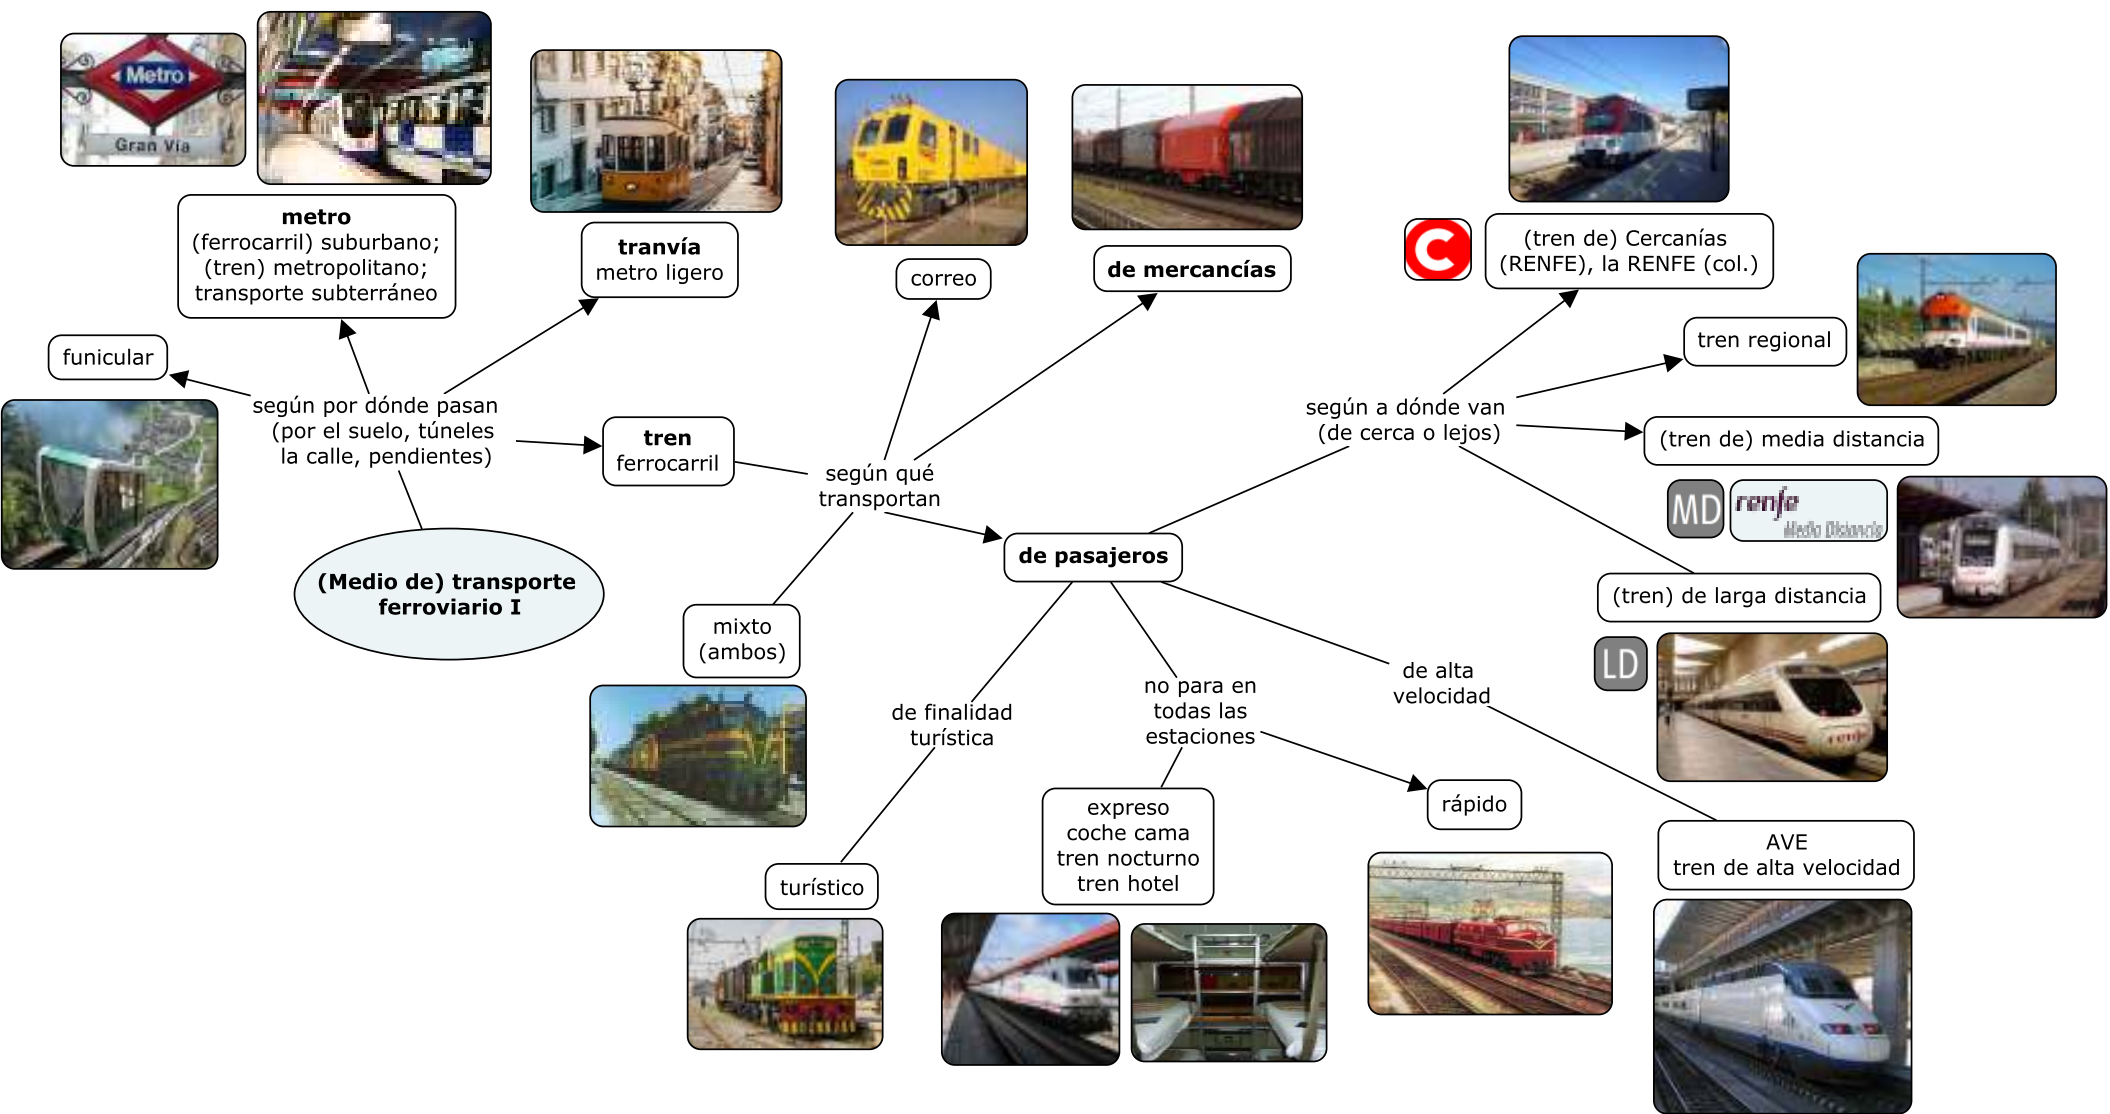 Metro
Gran Vía
metro
(ferrocarril) suburbano;
(tren) metropolitano;
transporte subterráneo
tranvía
metro ligero
funicular
según por dónde pasan
(por el suelo, túneles
la calle, pendientes)
(Medio de) transporte
ferroviario I
tren
ferrocarril
según qué
transportan
correo
de mercancías
mixto
(ambos)
de pasajeros
según a dónde van
(de cerca o lejos)
C
(tren de) Cercanías
(RENFE), la RENFE (col.)
tren regional
(tren de) media distancia
MD
renfe
Media Distancia
(tren) de larga distancia
LD
renfe
de finalidad
turística
turístico
no para en
todas las
estaciones
expreso
coche cama
tren nocturno
tren hotel
rápido
de alta
velocidad
AVE
tren de alta velocidad